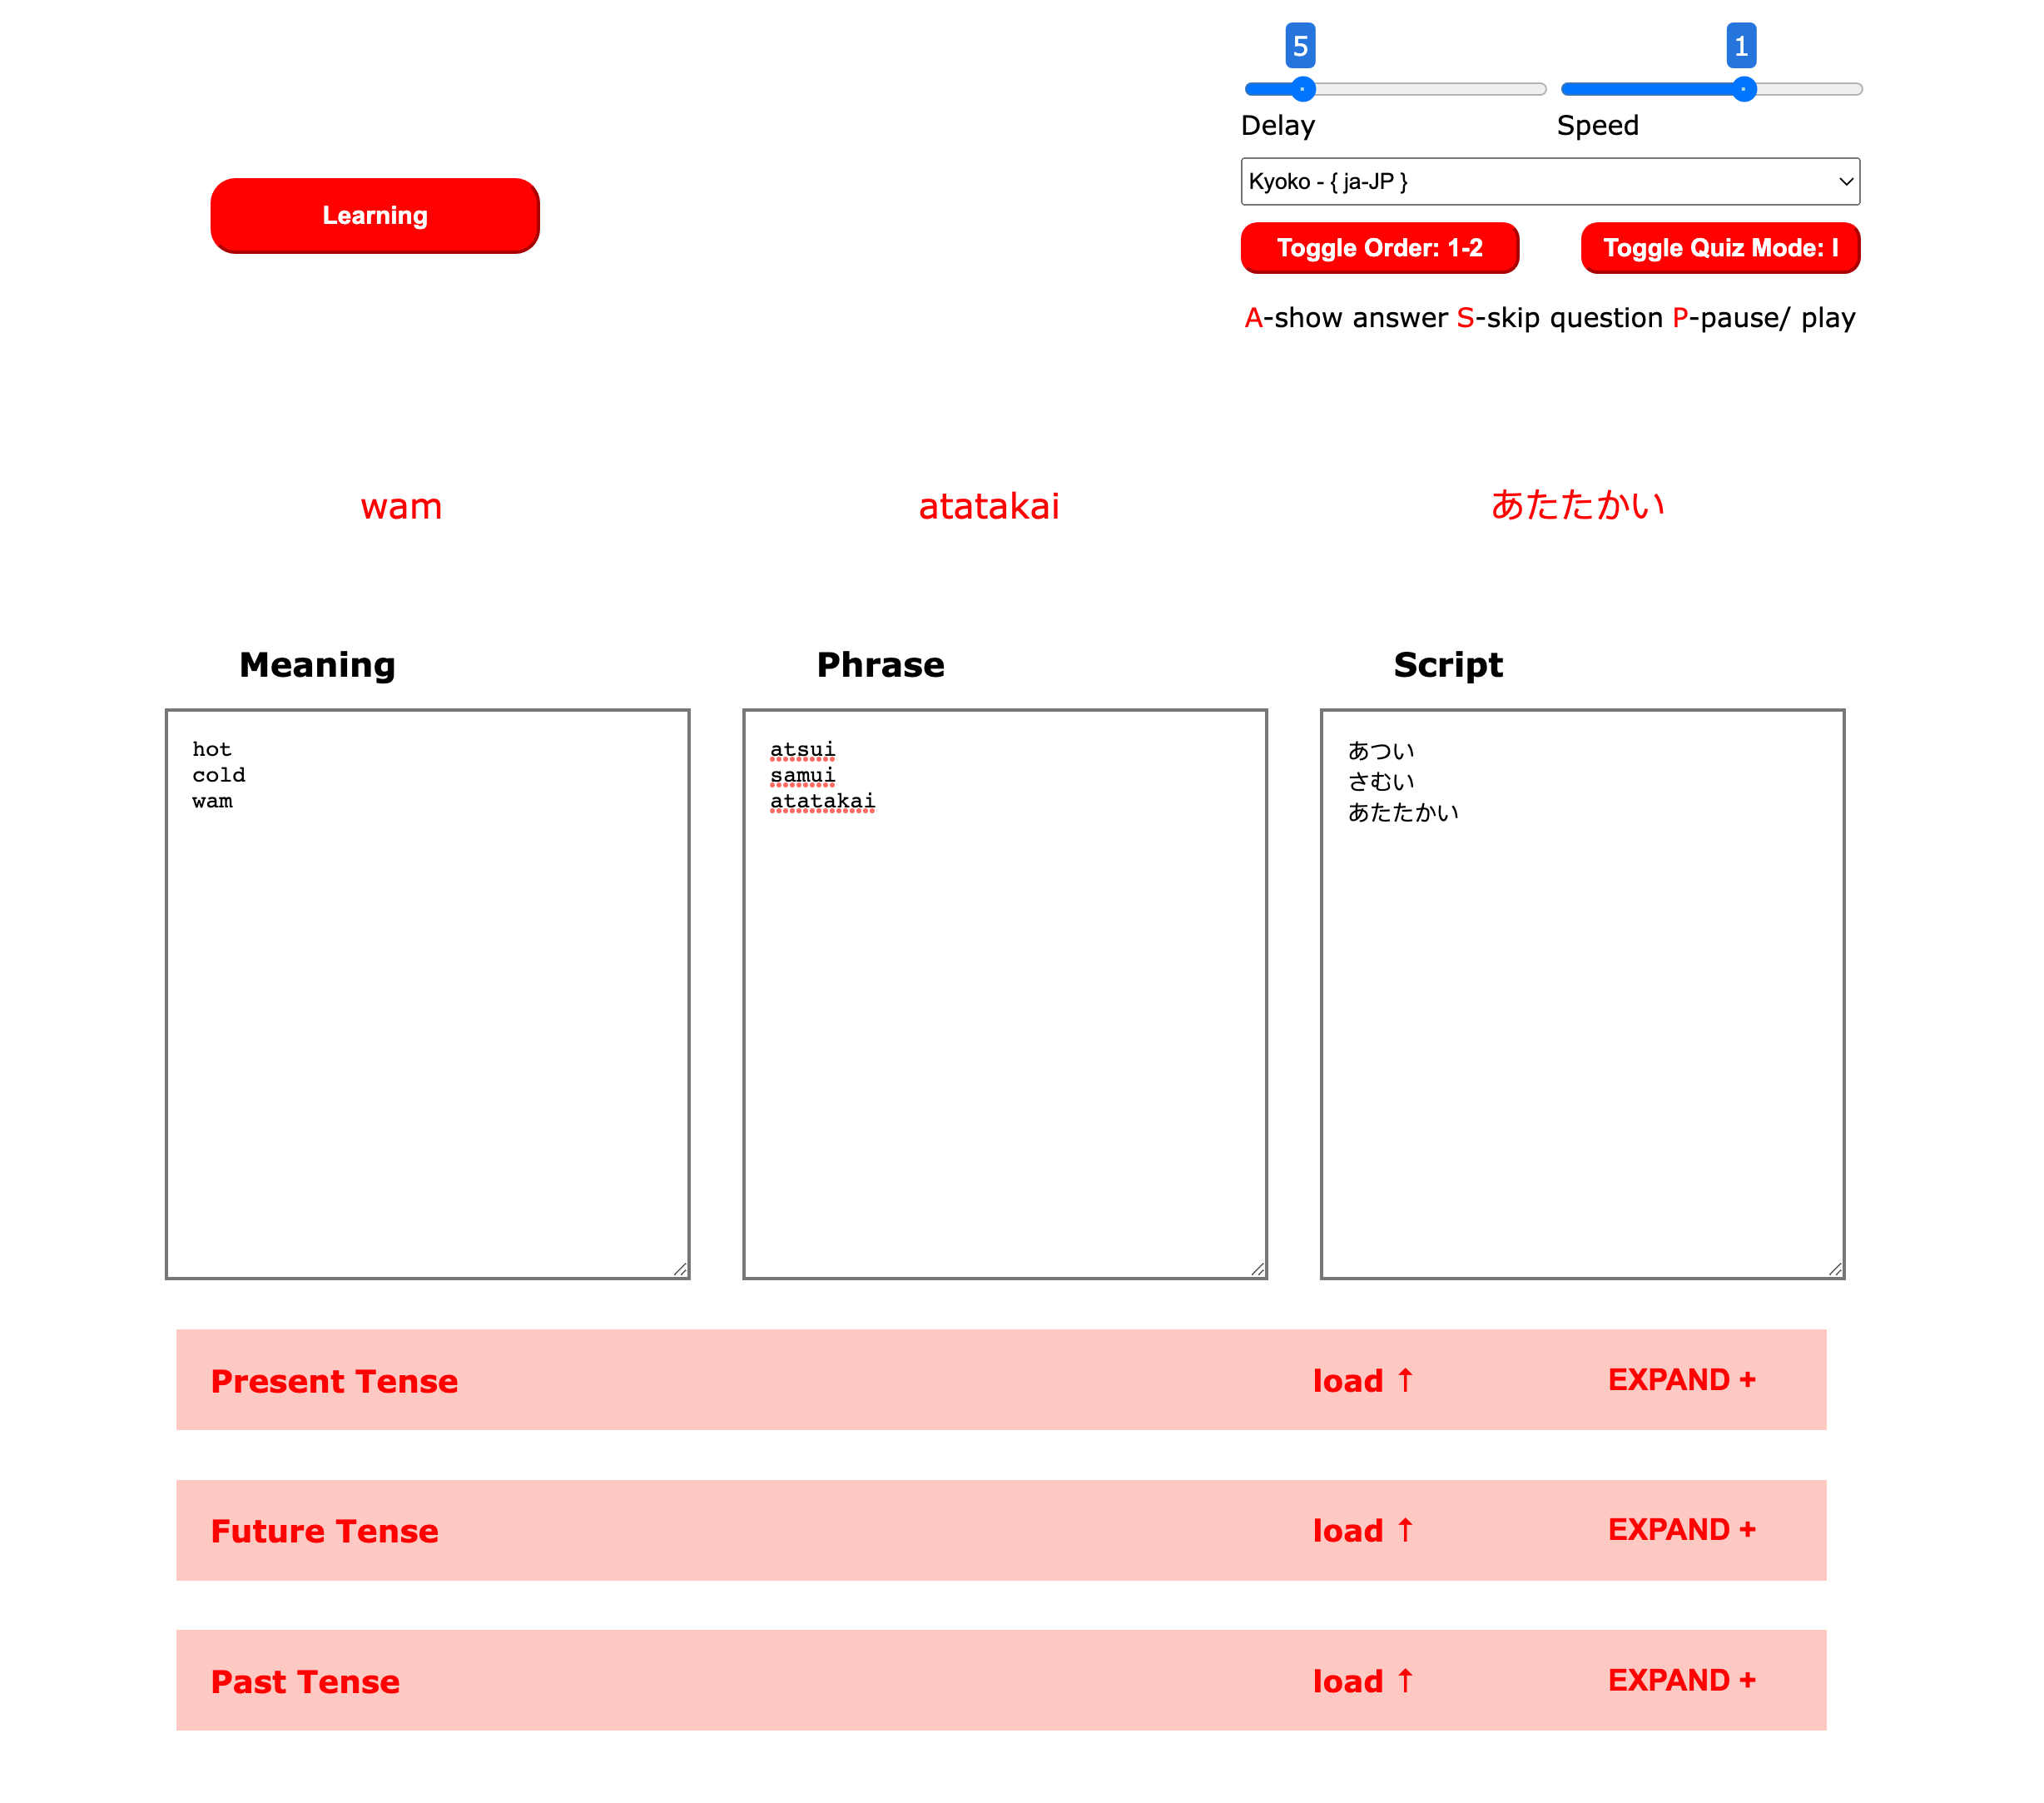 5 1
Delay Speed
Kyoko - { ja-JP }
Learning
Toggle Order: 1-2 Toggle Quiz Mode: I
A-show answer S-skip question P-pause/ play
wam atatakai あたたかい
Meaning Phrase Script
hot atsui あつい
cold samui さむい
wam atatakai あたたかい
Present Tense load ↑ EXPAND +
Future Tense load ↑ EXPAND +
Past Tense load ↑ EXPAND +